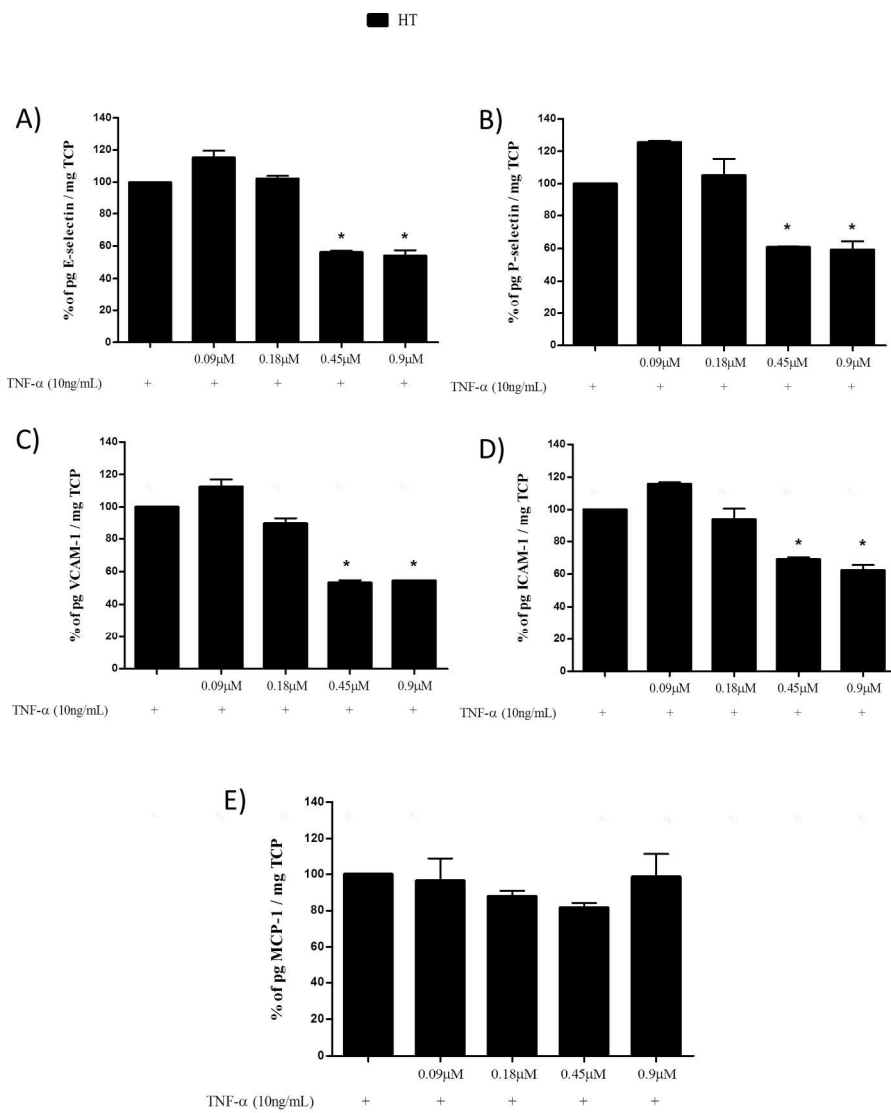 HT
A)
% of pg E-selectin / mg TCP
140
120
100
80
60
40
20
0
* *
0.09μM 0.18μM 0.45μM 0.9μM
TNF-α (10ng/mL) + + + + +
B)
% of pg P-selectin / mg TCP
140
120
100
80
60
40
20
0
* *
0.09μM 0.18μM 0.45μM 0.9μM
TNF-α (10ng/mL) + + + + +
C)
% of pg VCAM-1 / mg TCP
140
120
100
80
60
40
20
0
* *
0.09μM 0.18μM 0.45μM 0.9μM
TNF-α (10ng/mL) + + + + +
D)
% of pg ICAM-1 / mg TCP
140
120
100
80
60
40
20
0
* *
0.09μM 0.18μM 0.45μM 0.9μM
TNF-α (10ng/mL) + + + + +
E)
% of pg MCP-1 / mg TCP
140
120
100
80
60
40
20
0
0.09μM 0.18μM 0.45μM 0.9μM
TNF-α (10ng/mL) + + + + +